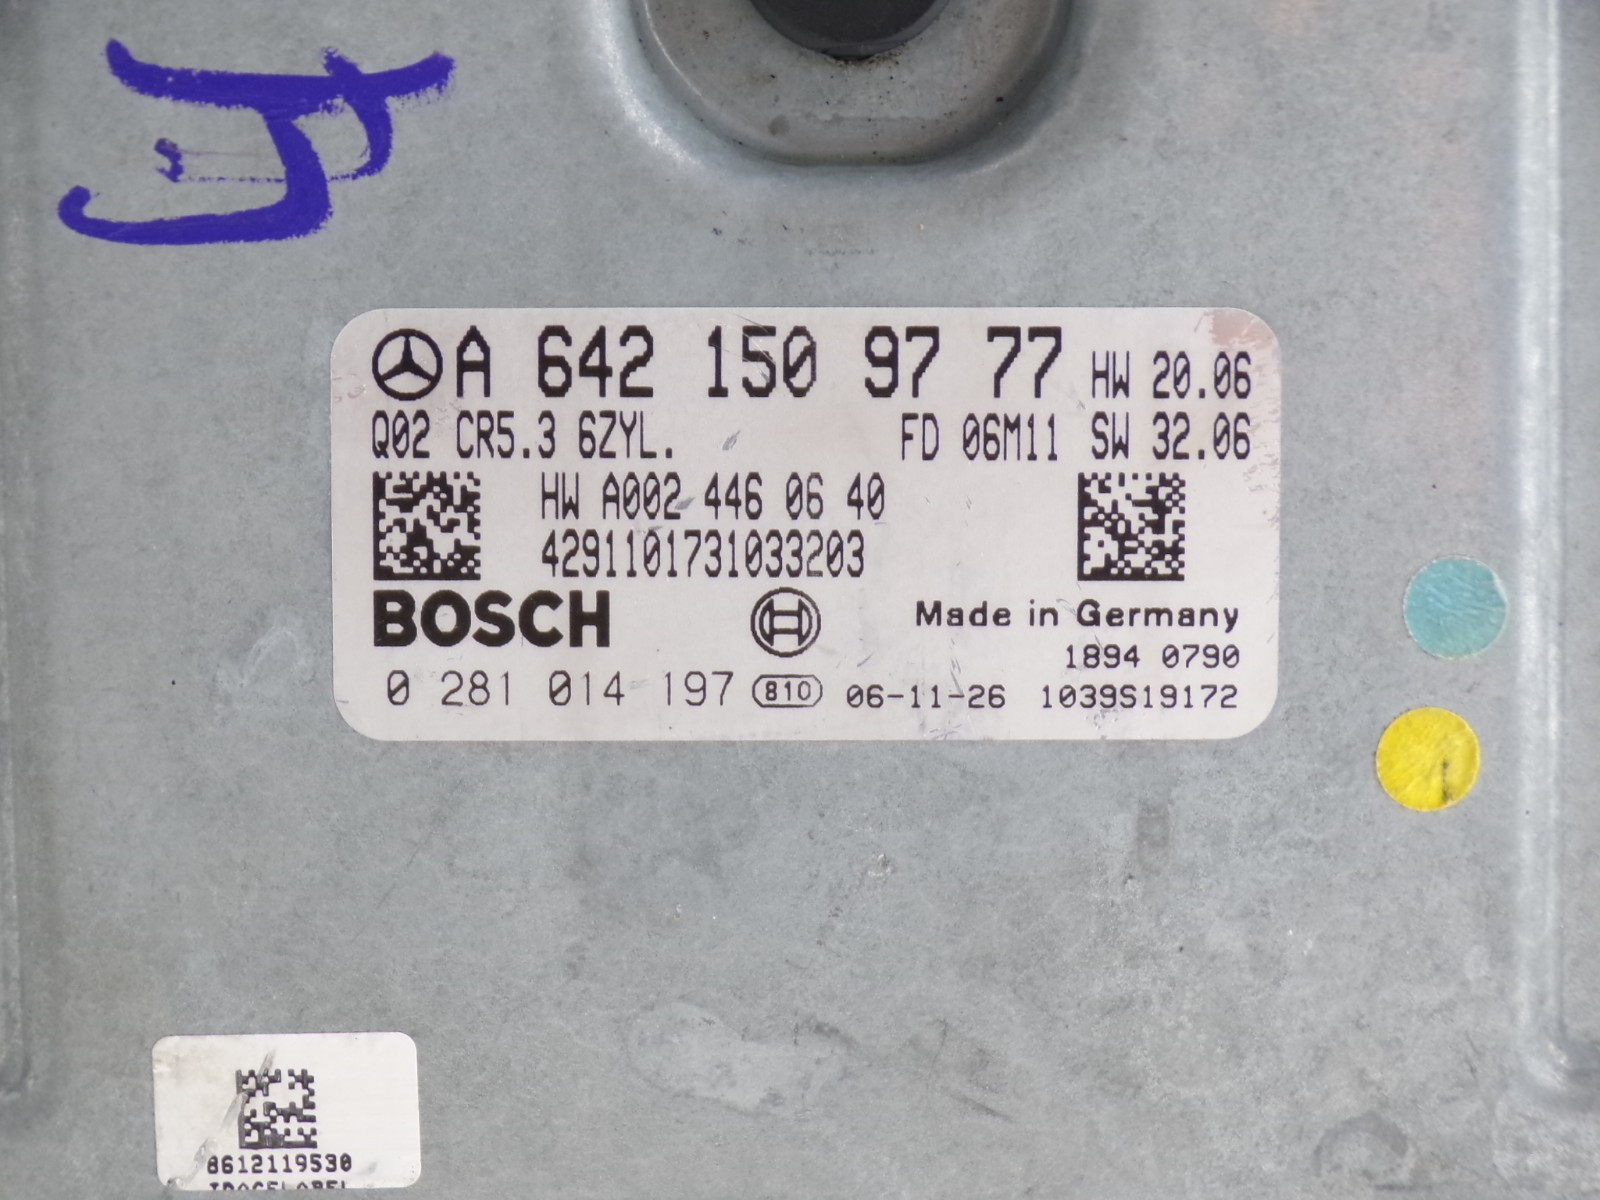 A 642 150 97 77 HW 20.06
Q02 CR5.3 6ZYL. FD 06M11 SW 32.06
HW A002 446 06 40
4291101731033203
BOSCH Made in Germany
1894 0790
0 281 014 197 810 06-11-26 1039S19172
8612119530